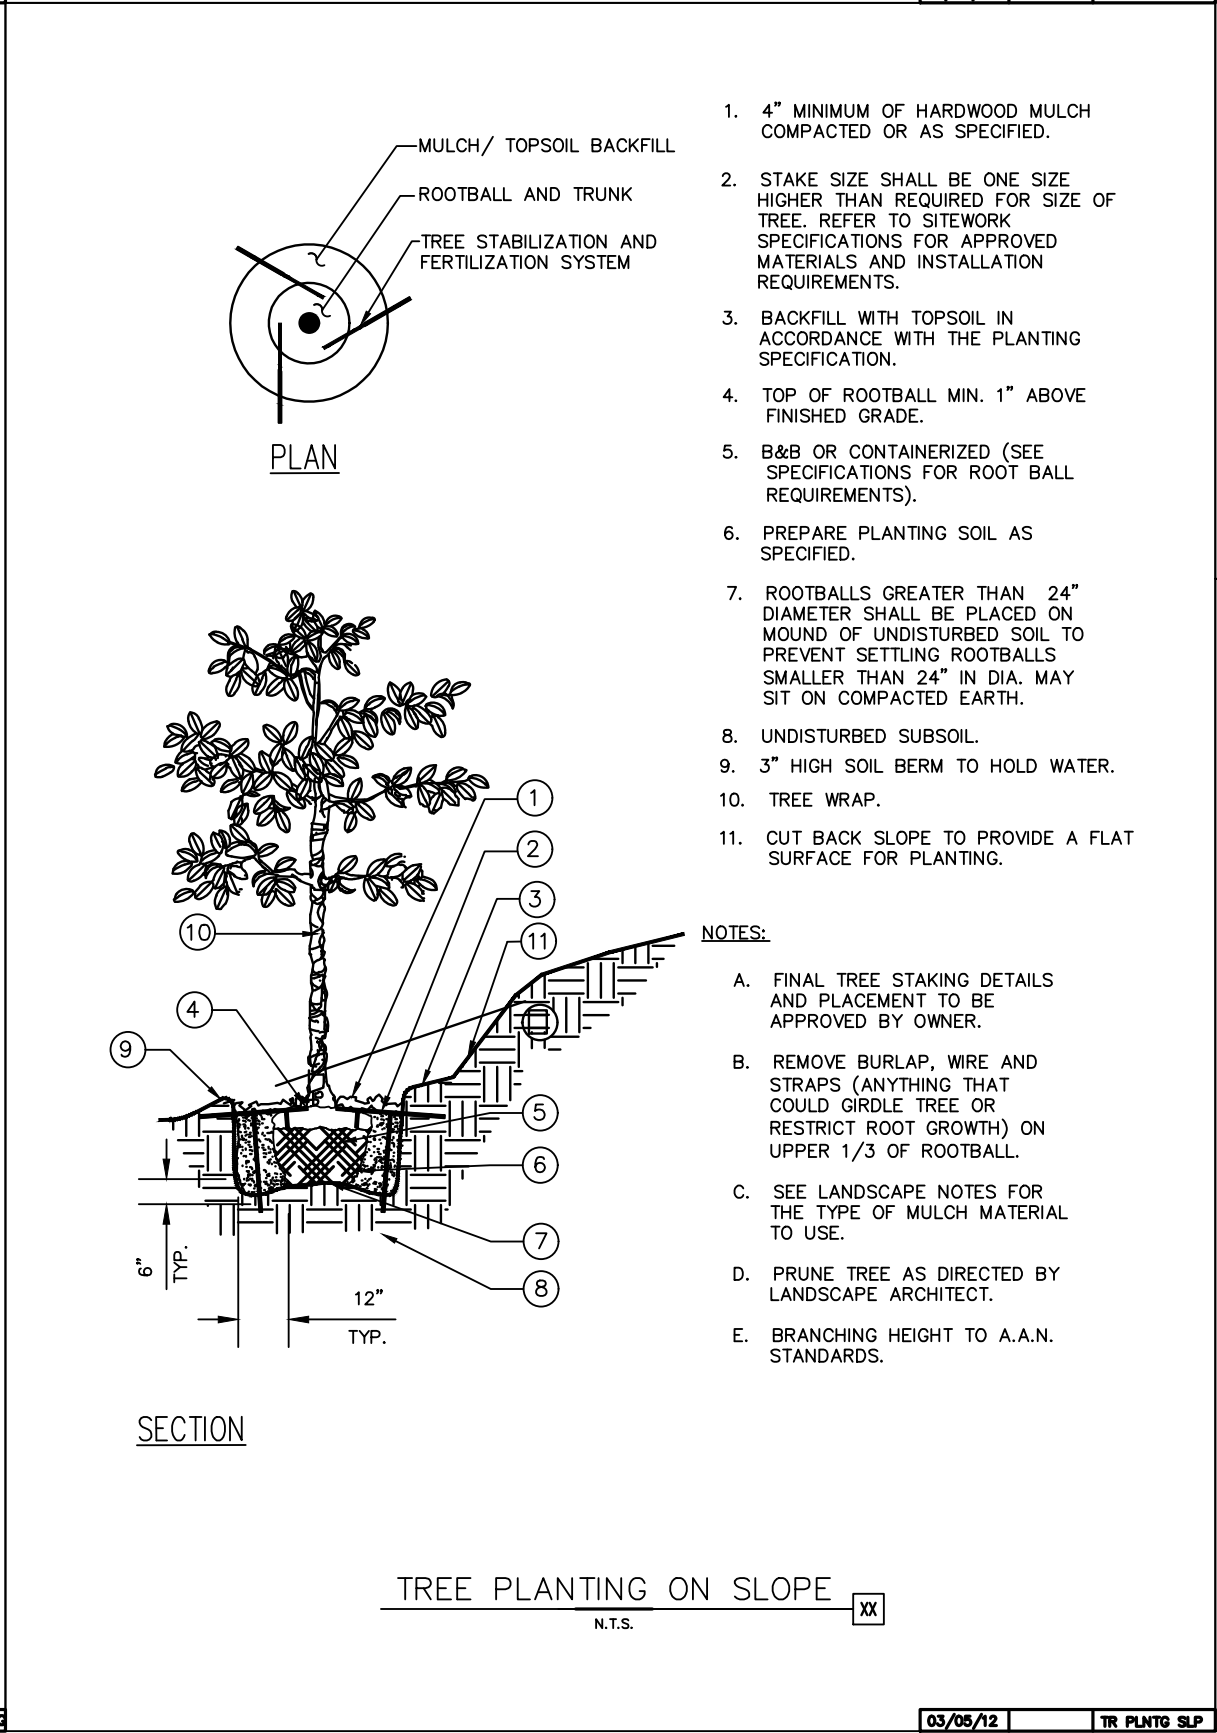 MULCH/ TOPSOIL BACKFILL
ROOTBALL AND TRUNK
TREE STABILIZATION AND
FERTILIZATION SYSTEM
PLAN
1. 4" MINIMUM OF HARDWOOD MULCH
COMPACTED OR AS SPECIFIED.
2. STAKE SIZE SHALL BE ONE SIZE
HIGHER THAN REQUIRED FOR SIZE OF
TREE. REFER TO SITEWORK
SPECIFICATIONS FOR APPROVED
MATERIALS AND INSTALLATION
REQUIREMENTS.
3. BACKFILL WITH TOPSOIL IN
ACCORDANCE WITH THE PLANTING
SPECIFICATION.
4. TOP OF ROOTBALL MIN. 1" ABOVE
FINISHED GRADE.
5. B&B OR CONTAINERIZED (SEE
SPECIFICATIONS FOR ROOT BALL
REQUIREMENTS).
6. PREPARE PLANTING SOIL AS
SPECIFIED.
7. ROOTBALLS GREATER THAN 24"
DIAMETER SHALL BE PLACED ON
MOUND OF UNDISTURBED SOIL TO
PREVENT SETTLING ROOTBALLS
SMALLER THAN 24" IN DIA. MAY
SIT ON COMPACTED EARTH.
8. UNDISTURBED SUBSOIL.
9. 3" HIGH SOIL BERM TO HOLD WATER.
10. TREE WRAP.
11. CUT BACK SLOPE TO PROVIDE A FLAT
SURFACE FOR PLANTING.
NOTES:
A. FINAL TREE STAKING DETAILS
AND PLACEMENT TO BE
APPROVED BY OWNER.
B. REMOVE BURLAP, WIRE AND
STRAPS (ANYTHING THAT
COULD GIRDLE TREE OR
RESTRICT ROOT GROWTH) ON
UPPER 1/3 OF ROOTBALL.
C. SEE LANDSCAPE NOTES FOR
THE TYPE OF MULCH MATERIAL
TO USE.
D. PRUNE TREE AS DIRECTED BY
LANDSCAPE ARCHITECT.
E. BRANCHING HEIGHT TO A.A.N.
STANDARDS.
1
2
3
10
11
4
9
5
6
7
8
6"
TYP.
12"
TYP.
SECTION
TREE PLANTING ON SLOPE
XX
N.T.S.
03/05/12
TR PLNTG SLP